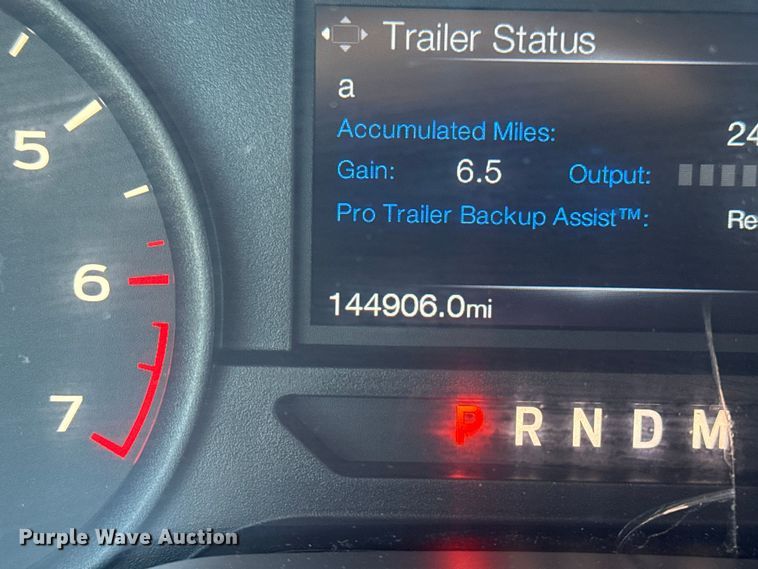 Trailer Status
a
Accumulated Miles: 24
Gain: 6.5 Output:
Pro Trailer Backup Assist™: Re
144906.0mi
5
6
7
P R N D M
Purple Wave Auction